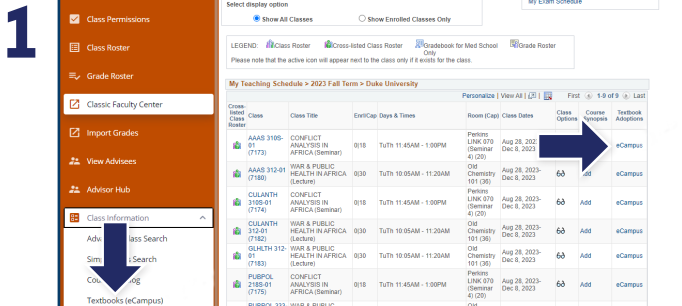 1
Class Permissions
Class Roster
Grade Roster
Classic Faculty Center
Import Grades
View Advisees
Advisor Hub
Class Information
Class Search
Search
Textbooks (eCampus)
My Exam Schedule
Select display option
Show All Classes Show Enrolled Classes Only
LEGEND: Class Roster Cross-listed Class Roster Gradebook for Med School Only Grade Roster
Please note that the active icon will appear next to the class only if it exists for the class.
My Teaching Schedule > 2023 Fall Term > Duke University
Personalize | View All | First 1-9 of 9 Last
Cross-listed Class Roster Class Class Title Enrl/Cap Days & Times Room (Cap) Class Dates Class Options Course Synopsis Textbook Adoptions
AAAS 310S-01 (7173) CONFLICT ANALYSIS IN AFRICA (Seminar) 0|18 TuTh 11:45AM - 1:00PM Perkins LINK 070 (Seminar 4) (20) Aug 28, Dec 8, 2023 eCampus
AAAS 312-01 (7180) WAR & PUBLIC HEALTH IN AFRICA (Lecture) 0|30 TuTh 10:05AM - 11:20AM Old Chemistry 101 (36) Aug 28, 2023- Dec 8, 2023 Add eCampus
CULANTH 310S-01 (7174) CONFLICT ANALYSIS IN AFRICA (Seminar) 0|18 TuTh 11:45AM - 1:00PM Perkins LINK 070 (Seminar 4) (20) Aug 28, 2023- Dec 8, 2023 Add eCampus
CULANTH 312-01 (7182) WAR & PUBLIC HEALTH IN AFRICA (Lecture) 0|30 TuTh 10:05AM - 11:20AM Old Chemistry 101 (36) Aug 28, 2023- Dec 8, 2023 Add eCampus
GLHLTH 312-01 (7183) WAR & PUBLIC HEALTH IN AFRICA (Lecture) 0|30 TuTh 10:05AM - 11:20AM Old Chemistry 101 (36) Aug 28, 2023- Dec 8, 2023 Add eCampus
PUBPOL 218S-01 (7175) CONFLICT ANALYSIS IN AFRICA (Seminar) 0|18 TuTh 11:45AM - 1:00PM Perkins LINK 070 (Seminar 4) (20) Aug 28, 2023- Dec 8, 2023 Add eCampus